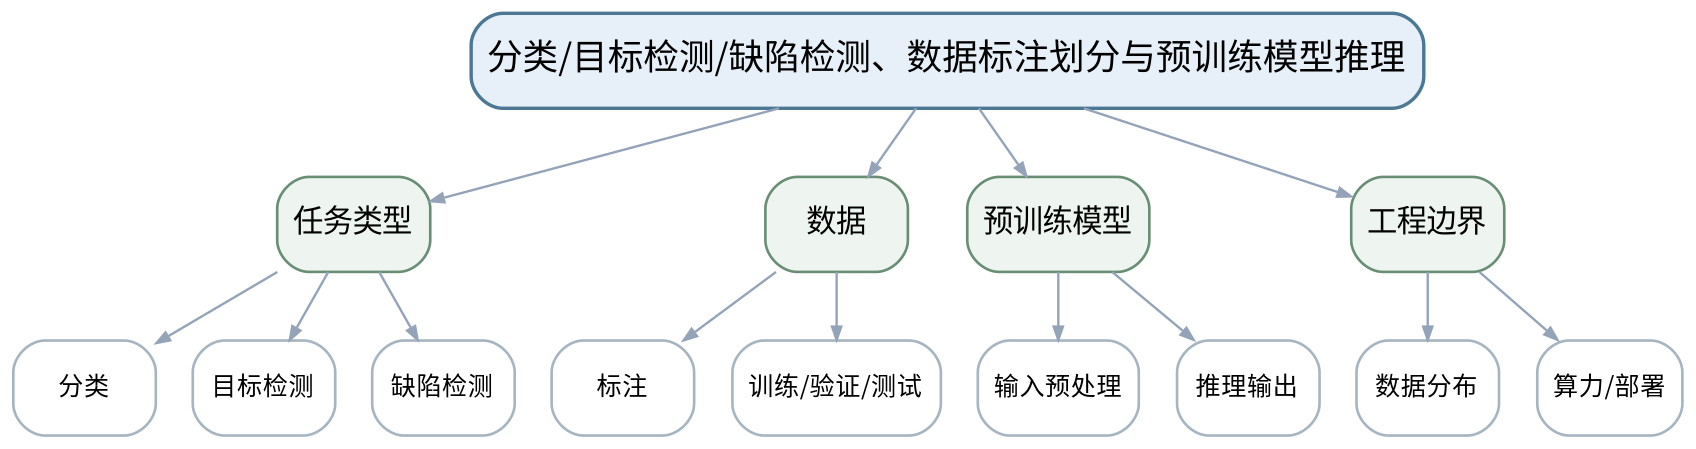 分类/目标检测/缺陷检测、数据标注划分与预训练模型推理
任务类型
数据
预训练模型
工程边界
分类
目标检测
缺陷检测
标注
训练/验证/测试
输入预处理
推理输出
数据分布
算力/部署